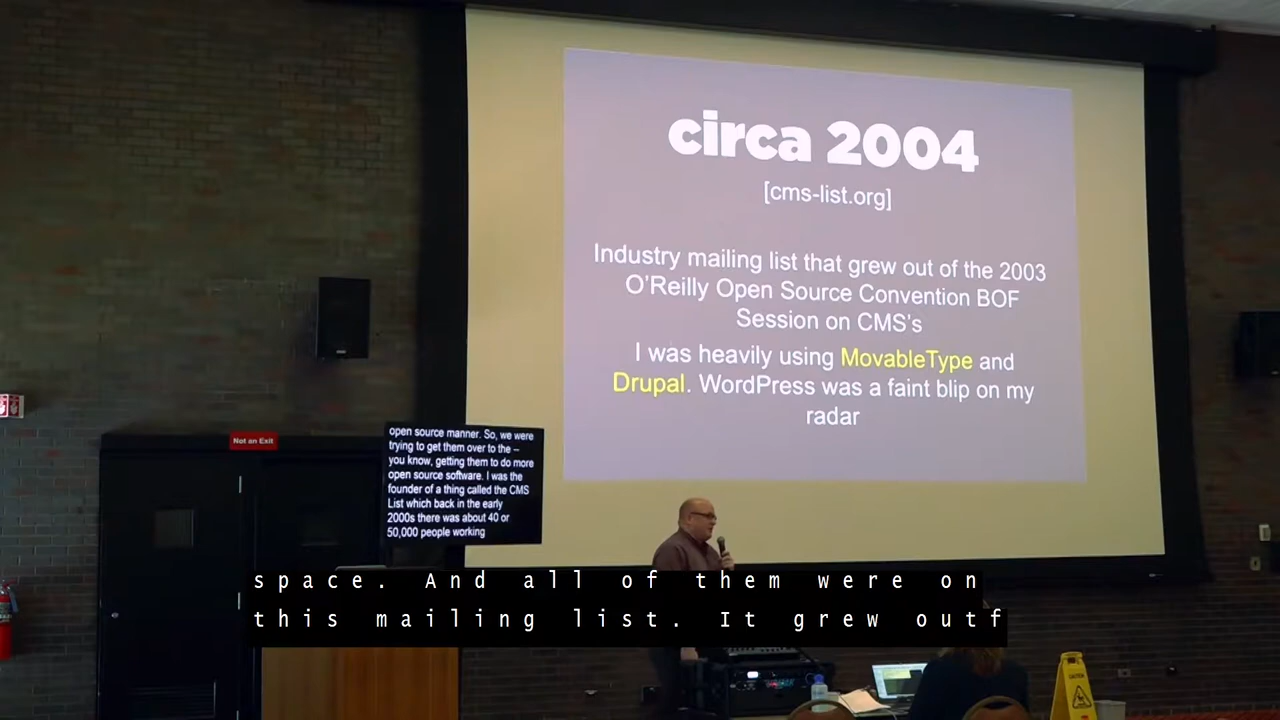 circa 2004
[cms-list.org]
Industry mailing list that grew out of the 2003
O'Reilly Open Source Convention BOF
Session on CMS's
I was heavily using MovableType and
Drupal. WordPress was a faint blip on my
radar
Not an Exit
open source manner. So, we were
trying to get them over to the –
you know, getting them to do more
open source software. I was the
founder of a thing called the CMS
List which back in the early
2000s there was about 40 or
50,000 people working
space. And all of them were on
this mailing list. It grew outf
CAUTION